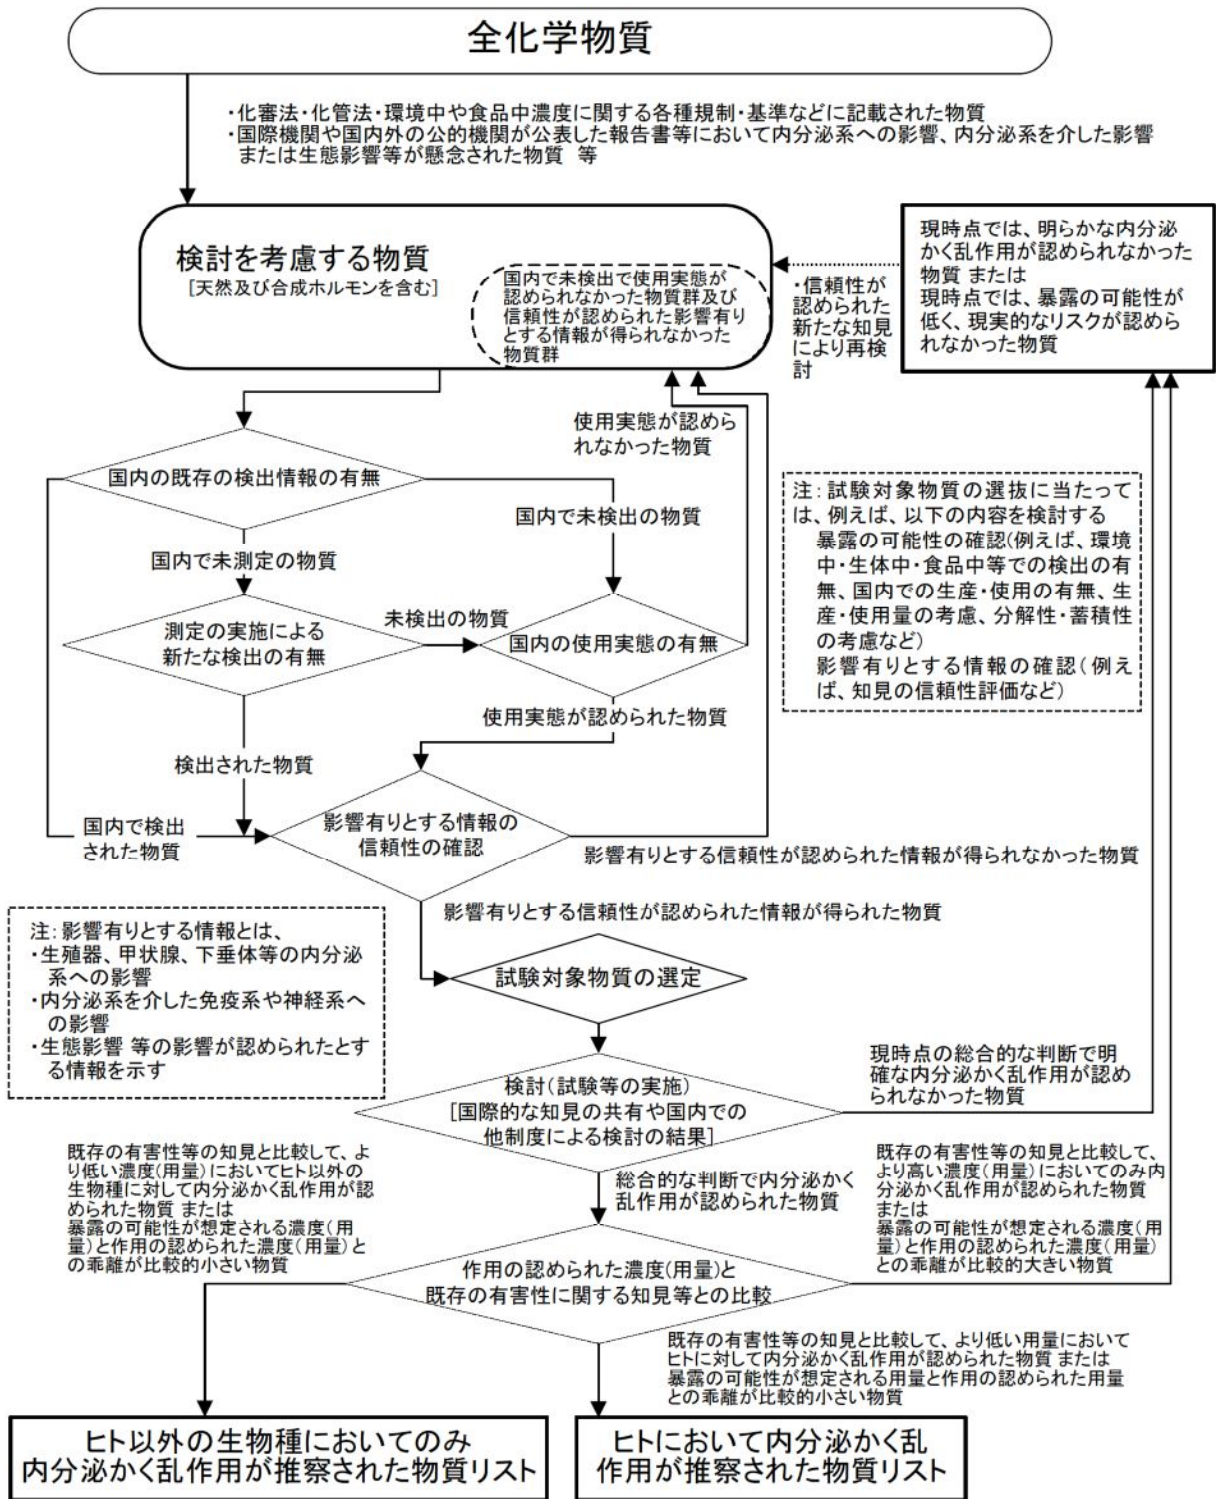 全化学物質
・化審法・化管法・環境中や食品中濃度に関する各種規制・基準などに記載された物質
・国際機関や国内外の公的機関が公表した報告書等において内分泌系への影響、内分泌系を介した影響
または生態影響等が懸念された物質 等
検討を考慮する物質
[天然及び合成ホルモンを含む]
国内で未検出で使用実態が
認められなかった物質群及び
信頼性が認められた影響有り
とする情報が得られなかった
物質群
・信頼性が
認められた
新たな知見
により再検
討
現時点では、明らかな内分泌
かく乱作用が認められなかった
物質 または
現時点では、暴露の可能性が
低く、現実的なリスクが認めら
れなかった物質
使用実態が認めら
れなかった物質
国内の既存の検出情報の有無
国内で未検出の物質
国内で未測定の物質
注：試験対象物質の選抜に当たって
は、例えば、以下の内容を検討する
暴露の可能性の確認(例えば、環境
中・生体中・食品中等での検出の有
無、国内での生産・使用の有無、生
産・使用量の考慮、分解性・蓄積性
の考慮など)
影響有りとする情報の確認(例え
ば、知見の信頼性評価など)
測定の実施による
新たな検出の有無
未検出の物質
国内の使用実態の有無
使用実態が認められた物質
検出された物質
国内で検出
された物質
影響有りとする情報の
信頼性の確認
影響有りとする信頼性が認められた情報が得られなかった物質
影響有りとする信頼性が認められた情報が得られた物質
注：影響有りとする情報とは、
・生殖器、甲状腺、下垂体等の内分泌
系への影響
・内分泌系を介した免疫系や神経系へ
の影響
・生態影響 等の影響が認められたとす
る情報を示す
試験対象物質の選定
検討(試験等の実施)
[国際的な知見の共有や国内での
他制度による検討の結果]
現時点の総合的な判断で明
確な内分泌かく乱作用が認め
られなかった物質
既存の有害性等の知見と比較して、よ
り低い濃度(用量)においてヒト以外の
生物種に対して内分泌かく乱作用が認
められた物質 または
暴露の可能性が想定される濃度(用
量)と作用の認められた濃度(用量)と
の乖離が比較的小さい物質
総合的な判断で内分泌かく
乱作用が認められた物質
既存の有害性等の知見と比較して、
より高い濃度(用量)においてのみ内
分泌かく乱作用が認められた物質
または
暴露の可能性が想定される濃度(用
量)と作用の認められた濃度(用量)
との乖離が比較的大きい物質
作用の認められた濃度(用量)と
既存の有害性に関する知見等との比較
既存の有害性等の知見と比較して、より低い用量において
ヒトに対して内分泌かく乱作用が認められた物質 または
暴露の可能性が想定される用量と作用の認められた用量
との乖離が比較的小さい物質
ヒト以外の生物種においてのみ
内分泌かく乱作用が推察された物質リスト
ヒトにおいて内分泌かく乱
作用が推察された物質リスト